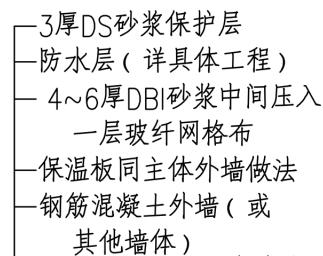 3厚DS砂浆保护层
防水层(详具体工程)
4~6厚DBI砂浆中间压入
一层玻纤网格布
保温板同主体外墙做法
钢筋混凝土外墙(或
其他墙体)